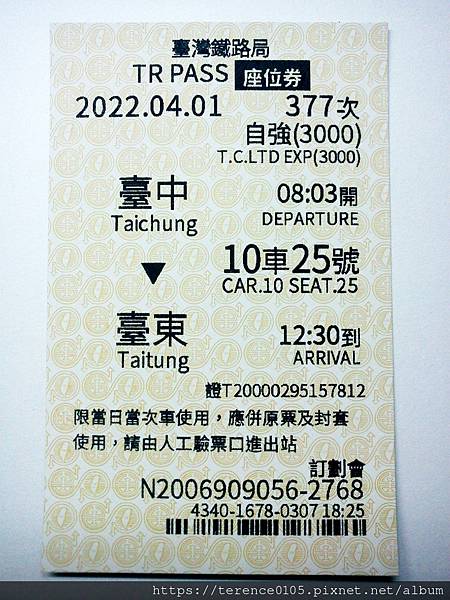 臺灣鐵路局
TR PASS 座位券
2022.04.01 377次
自強(3000)
T.C.LTD EXP(3000)
臺中 08:03開
Taichung DEPARTURE
10車25號
CAR.10 SEAT.25
臺東 12:30到
Taitung ARRIVAL
證T20000295157812
限當日當次車使用，應併原票及封套
使用，請由人工驗票口進出站
訂劃會
N2006909056-2768
4340-1678-0307 18:25
https://terence0105.pixnet.net/album